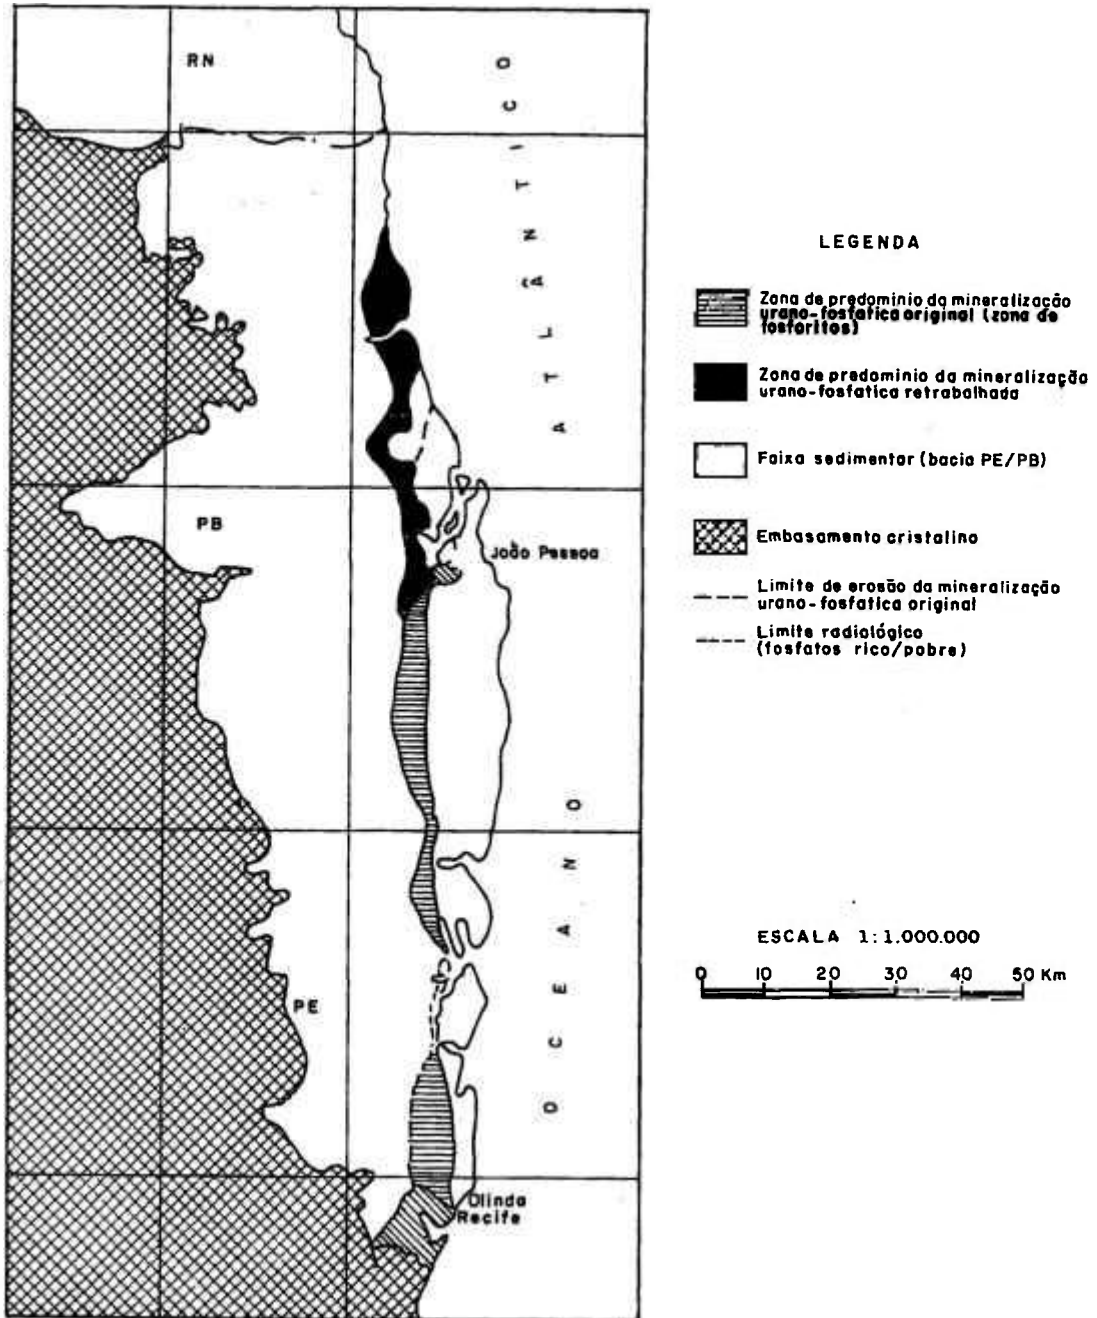 RN
PB
João Pessoa
PE
Olinda
Recife
OCEANO ATLÂNTICO
LEGENDA
Zona de predominio da mineralização
urano-fosfatica original (zona de
fosforitos)
Zona de predominio da mineralização
urano-fosfatica retrabalhada
Faixa sedimentar (bacia PE/PB)
Embasamento cristalino
Limite de erosão da mineralização
urano-fosfatica original
Limite radiológico
(fosfatos rico/pobre)
ESCALA 1:1.000.000
0 10 20 30 40 50 Km